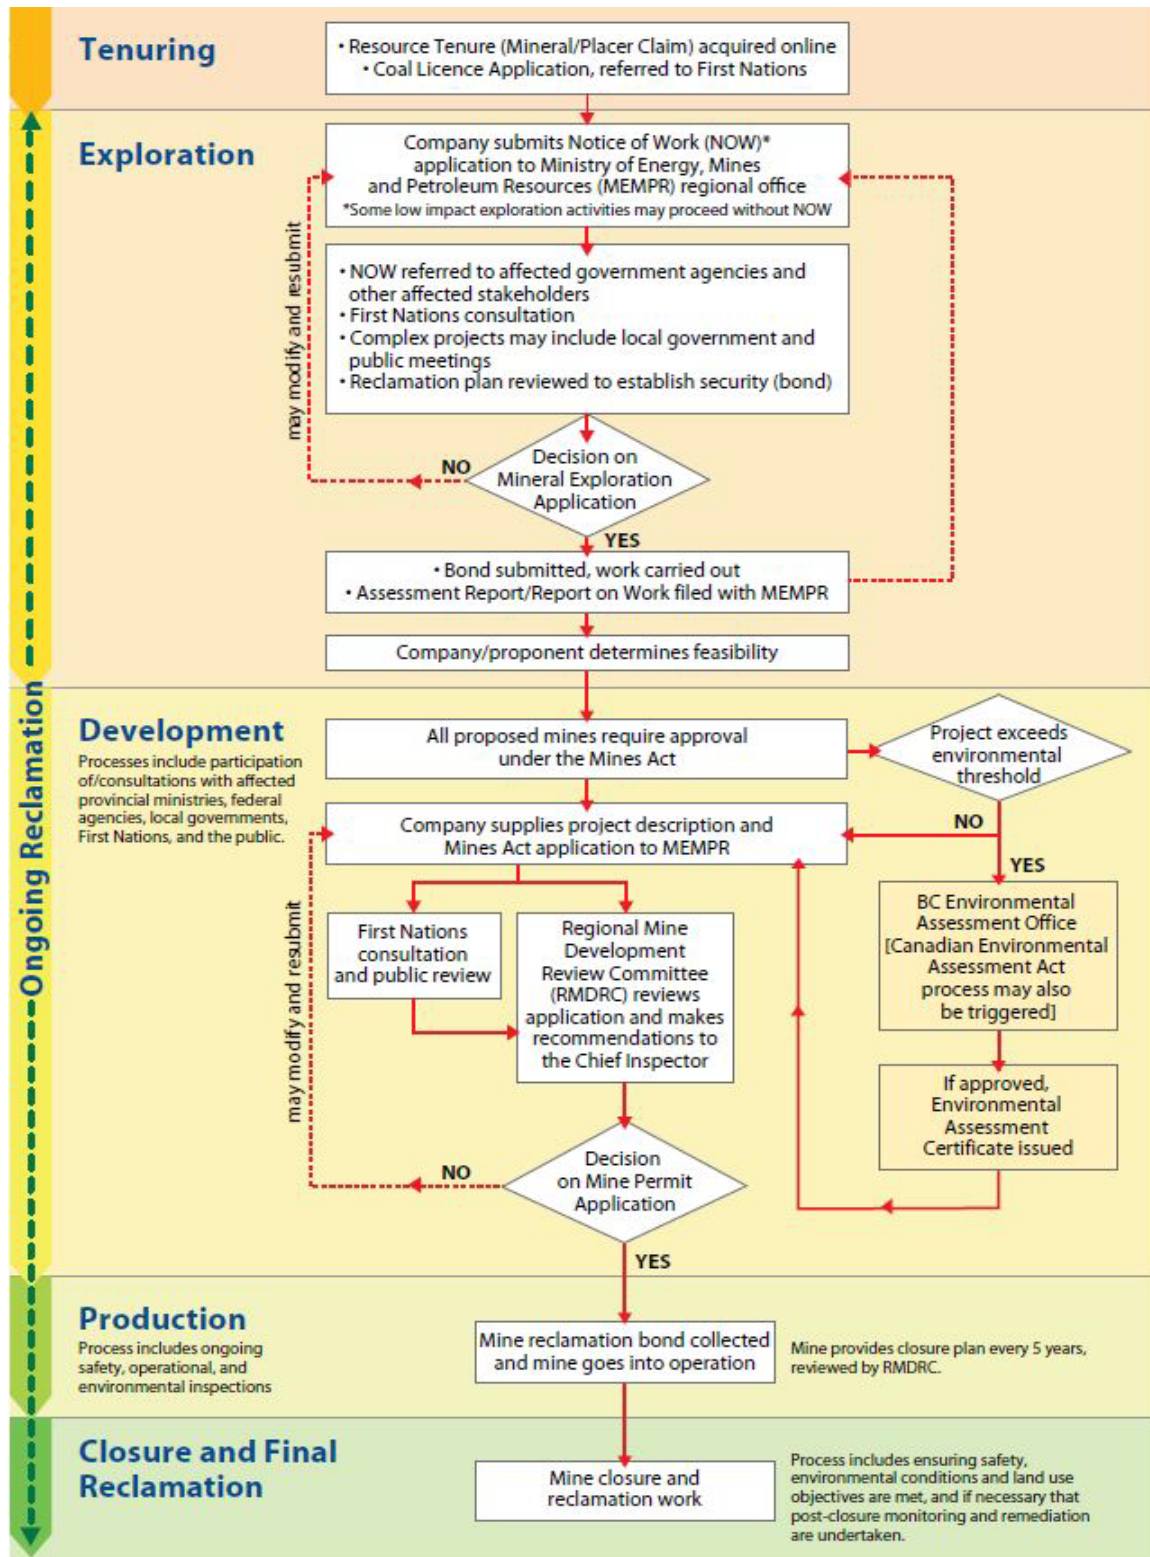 Tenuring
• Resource Tenure (Mineral/Placer Claim) acquired online
• Coal Licence Application, referred to First Nations
Exploration
Company submits Notice of Work (NOW)*
application to Ministry of Energy, Mines
and Petroleum Resources (MEMPR) regional office
*Some low impact exploration activities may proceed without NOW
may modify and resubmit
• NOW referred to affected government agencies and
other affected stakeholders
• First Nations consultation
• Complex projects may include local government and
public meetings
• Reclamation plan reviewed to establish security (bond)
NO
Decision on
Mineral Exploration
Application
YES
• Bond submitted, work carried out
• Assessment Report/Report on Work filed with MEMPR
Company/proponent determines feasibility
Ongoing Reclamation
Development
Processes include participation
of/consultations with affected
provincial ministries, federal
agencies, local governments,
First Nations, and the public.
All proposed mines require approval
under the Mines Act
Project exceeds
environmental
threshold
NO
YES
Company supplies project description and
Mines Act application to MEMPR
may modify and resubmit
First Nations
consultation
and public review
Regional Mine
Development
Review Committee
(RMDRC) reviews
application and makes
recommendations to
the Chief Inspector
BC Environmental
Assessment Office
[Canadian Environmental
Assessment Act
process may also
be triggered]
If approved,
Environmental
Assessment
Certificate issued
NO
Decision
on Mine Permit
Application
YES
Production
Process includes ongoing
safety, operational, and
environmental inspections
Mine reclamation bond collected
and mine goes into operation
Mine provides closure plan every 5 years,
reviewed by RMDRC.
Closure and Final
Reclamation
Mine closure and
reclamation work
Process includes ensuring safety,
environmental conditions and land use
objectives are met, and if necessary that
post-closure monitoring and remediation
are undertaken.